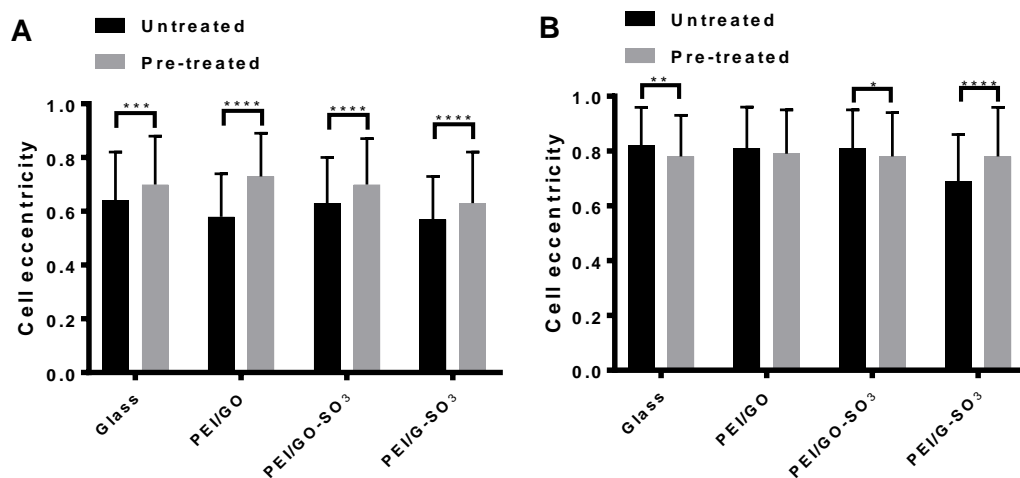 A
Untreated
Pre-treated
Cell eccentricity
1.0
0.8
0.6
0.4
0.2
0.0
***
****
****
****
Glass
PEI/GO
PEI/GO-SO3
PEI/G-SO3
B
Untreated
Pre-treated
Cell eccentricity
1.0
0.8
0.6
0.4
0.2
0.0
**
*
****
Glass
PEI/GO
PEI/GO-SO3
PEI/G-SO3